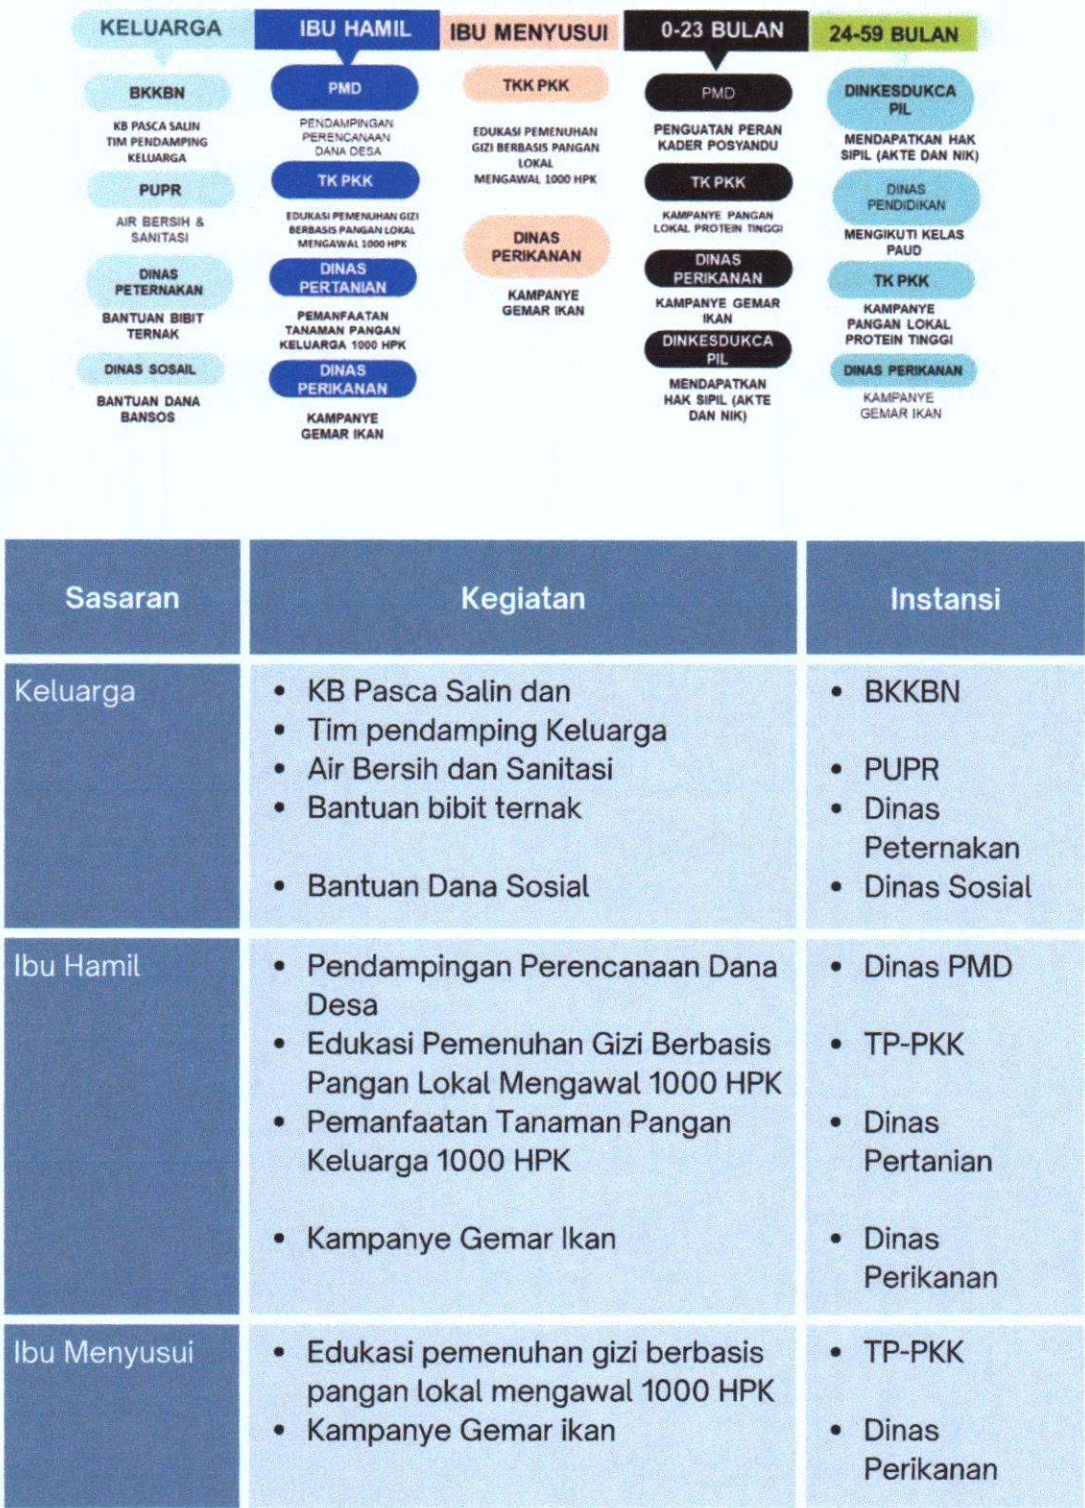 KELUARGA
BKKBN
KB PASCA SALIN
TIM PENDAMPING
KELUARGA
PUPR
AIR BERSIH &
SANITASI
DINAS
PETERNAKAN
BANTUAN BIBIT
TERNAK
DINAS SOSAIL
BANTUAN DANA
BANSOS
IBU HAMIL
PMD
PENDAMPINGAN
PERENCANAAN
DANA DESA
TK PKK
EDUKASI PEMENUHAN GIZI
BERBASIS PANGAN LOKAL
MENGAWAL 1000 HPK
DINAS
PERTANIAN
PEMANFAATAN
TANAMAN PANGAN
KELUARGA 1000 HPK
DINAS
PERIKANAN
KAMPANYE
GEMAR IKAN
IBU MENYUSUI
TKK PKK
EDUKASI PEMENUHAN
GIZI BERBASIS PANGAN
LOKAL
MENGAWAL 1000 HPK
DINAS
PERIKANAN
KAMPANYE
GEMAR IKAN
0-23 BULAN
PMD
PENGUATAN PERAN
KADER POSYANDU
TK PKK
KAMPANYE PANGAN
LOKAL PROTEIN TINGGI
DINAS
PERIKANAN
KAMPANYE GEMAR
IKAN
DINKESDUKCA
PIL
MENDAPATKAN
HAK SIPIL (AKTE
DAN NIK)
24-59 BULAN
DINKESDUKCA
PIL
MENDAPATKAN HAK
SIPIL (AKTE DAN NIK)
DINAS
PENDIDIKAN
MENGIKUTI KELAS
PAUD
TK PKK
KAMPANYE
PANGAN LOKAL
PROTEIN TINGGI
DINAS PERIKANAN
KAMPANYE
GEMAR IKAN
Sasaran
Kegiatan
Instansi
Keluarga
• KB Pasca Salin dan
• Tim pendamping Keluarga
• Air Bersih dan Sanitasi
• Bantuan bibit ternak
• Bantuan Dana Sosial
• BKKBN
• PUPR
• Dinas
Peternakan
• Dinas Sosial
Ibu Hamil
• Pendampingan Perencanaan Dana
Desa
• Edukasi Pemenuhan Gizi Berbasis
Pangan Lokal Mengawal 1000 HPK
• Pemanfaatan Tanaman Pangan
Keluarga 1000 HPK
• Kampanye Gemar Ikan
• Dinas PMD
• TP-PKK
• Dinas
Pertanian
• Dinas
Perikanan
Ibu Menyusui
• Edukasi pemenuhan gizi berbasis
pangan lokal mengawal 1000 HPK
• Kampanye Gemar ikan
• TP-PKK
• Dinas
Perikanan